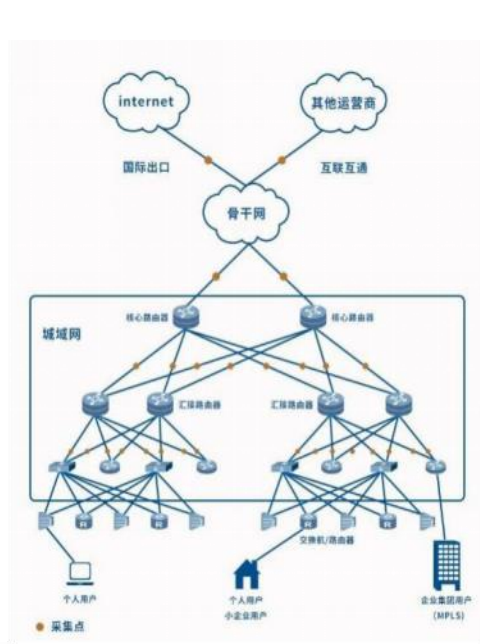 internet
其他运营商
国际出口
互联互通
骨干网
核心路由器
核心路由器
城域网
汇接路由器
汇接路由器
R
R
R
R
交换机/路由器
个人用户
个人用户
小企业用户
企业集团用户
(MPLS)
采集点